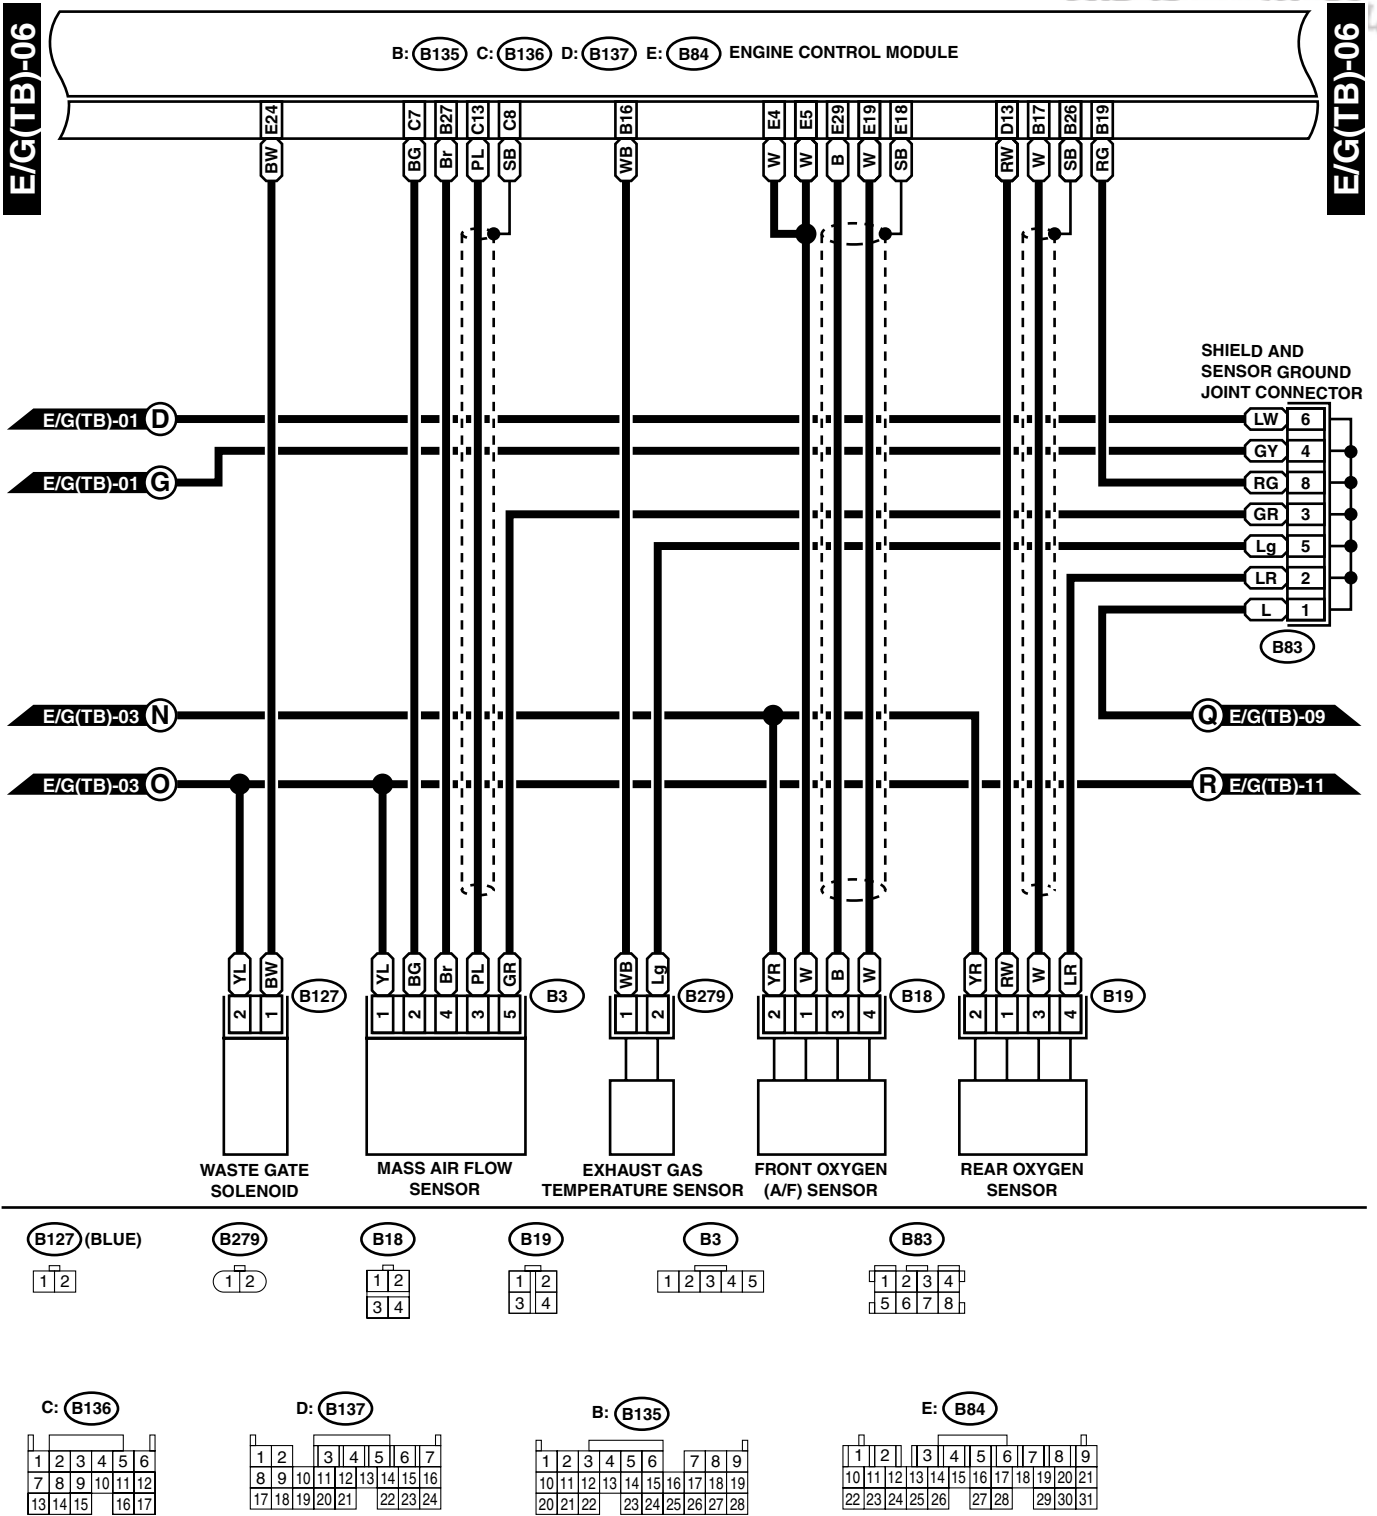 E/G(TB)-06
E/G(TB)-06
B: B135 C: B136 D: B137 E: B84 ENGINE CONTROL MODULE
E24 C7 B27 C13 C8 B16 E4 E5 E29 E19 E18 D13 B17 B26 B19
BW BG Br PL SB WB W W B W SB RW W SB RG
SHIELD AND
SENSOR GROUND
JOINT CONNECTOR
E/G(TB)-01 D LW 6
GY 4
E/G(TB)-01 G RG 8
GR 3
Lg 5
LR 2
L 1
B83
E/G(TB)-03 N Q E/G(TB)-09
E/G(TB)-03 O R E/G(TB)-11
YL BW YL BG Br PL GR WB Lg YR W B W YR RW W LR
2 1 B127 1 2 4 3 5 B3 1 2 B279 2 1 3 4 B18 2 1 3 4 B19
WASTE GATE
SOLENOID
MASS AIR FLOW
SENSOR
EXHAUST GAS
TEMPERATURE SENSOR
FRONT OXYGEN
(A/F) SENSOR
REAR OXYGEN
SENSOR
B127 (BLUE)
1 2
B279
1 2
B18
1 2
3 4
B19
1 2
3 4
B3
1 2 3 4 5
B83
1 2 3 4
5 6 7 8
C: B136
1 2 3 4 5 6
7 8 9 10 11 12
13 14 15 16 17
D: B137
1 2 3 4 5 6 7
8 9 10 11 12 13 14 15 16
17 18 19 20 21 22 23 24
B: B135
1 2 3 4 5 6 7 8 9
10 11 12 13 14 15 16 17 18 19
20 21 22 23 24 25 26 27 28
E: B84
1 2 3 4 5 6 7 8 9
10 11 12 13 14 15 16 17 18 19 20 21
22 23 24 25 26 27 28 29 30 31